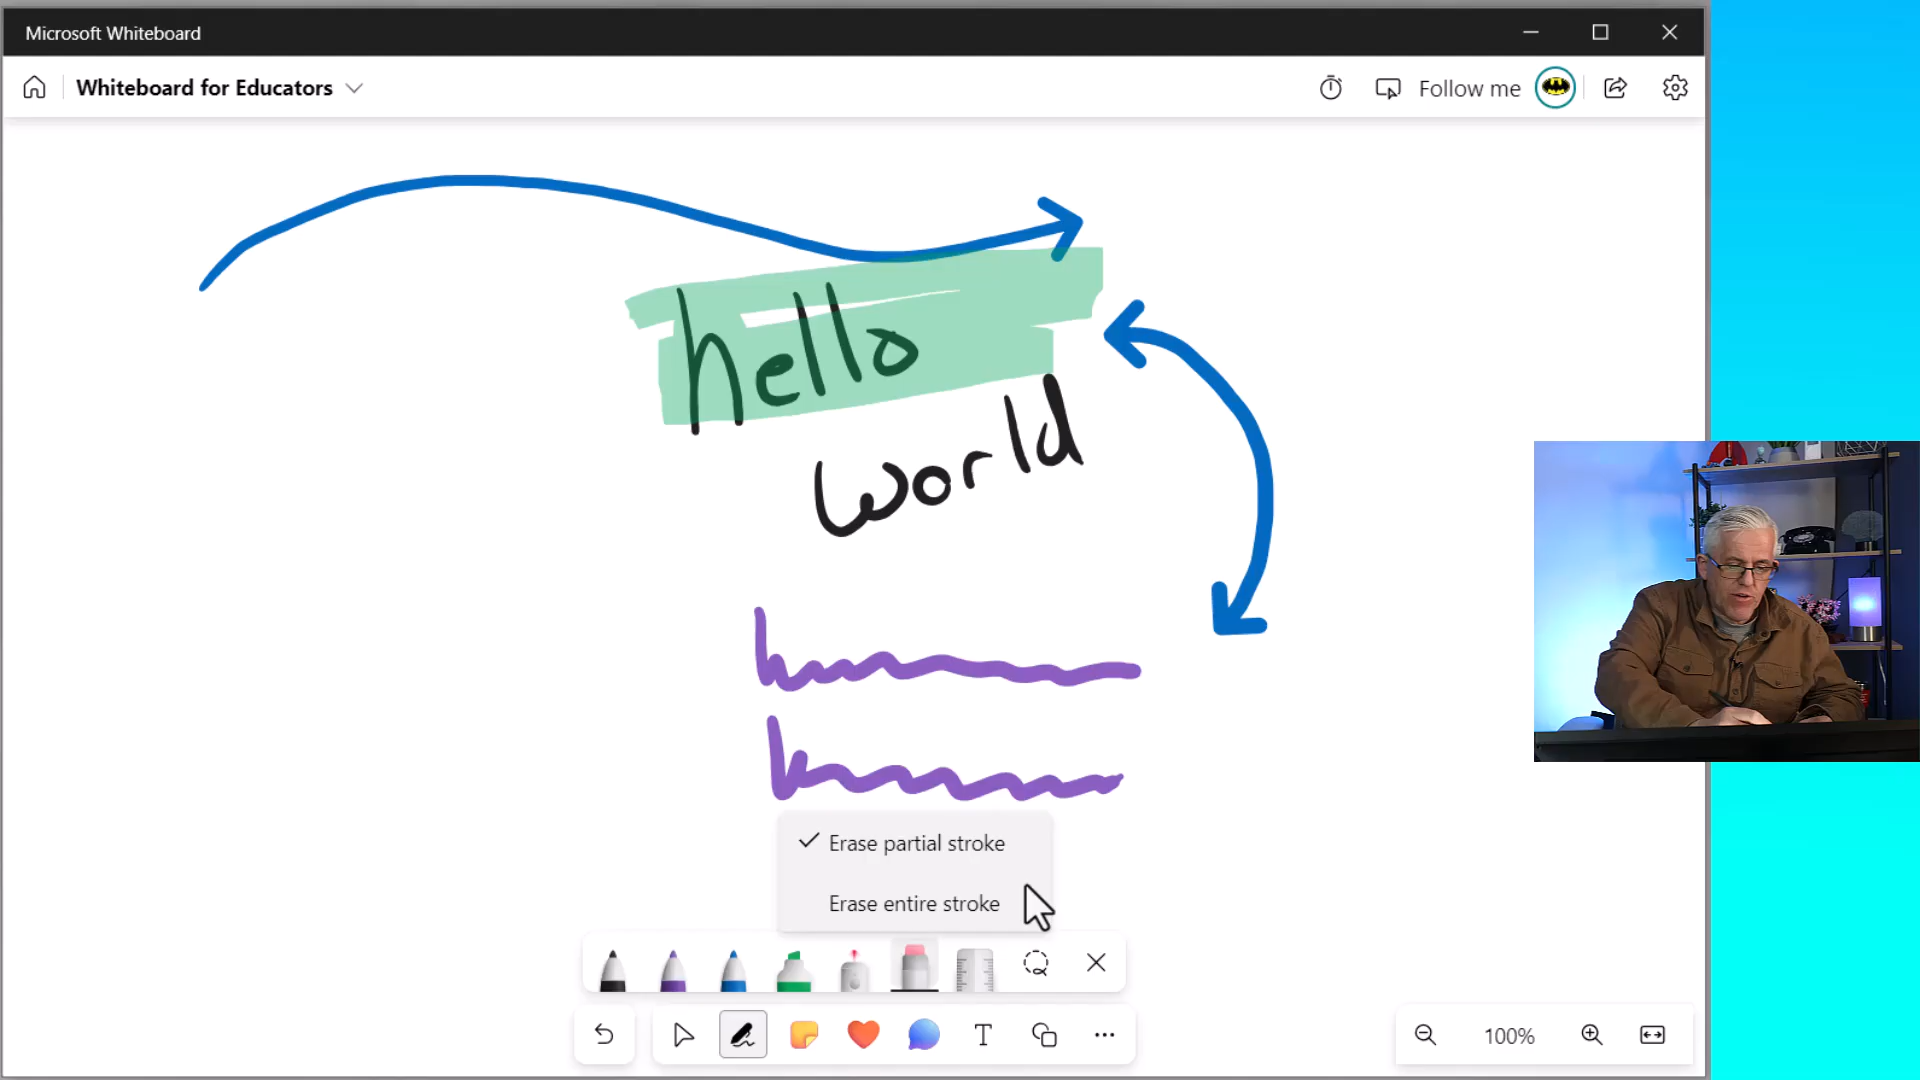 Microsoft Whiteboard
Whiteboard for Educators
Follow me
hello
world
Erase partial stroke
Erase entire stroke
100%